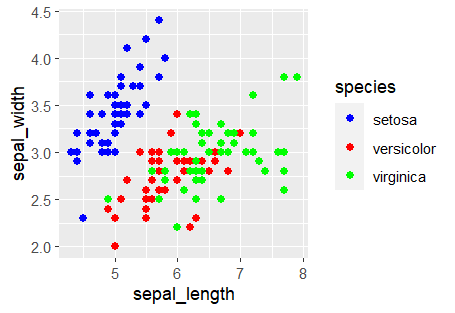 4.5
4.0
3.5
3.0
2.5
2.0
sepal_width
5
6
7
8
sepal_length
species
setosa
versicolor
virginica